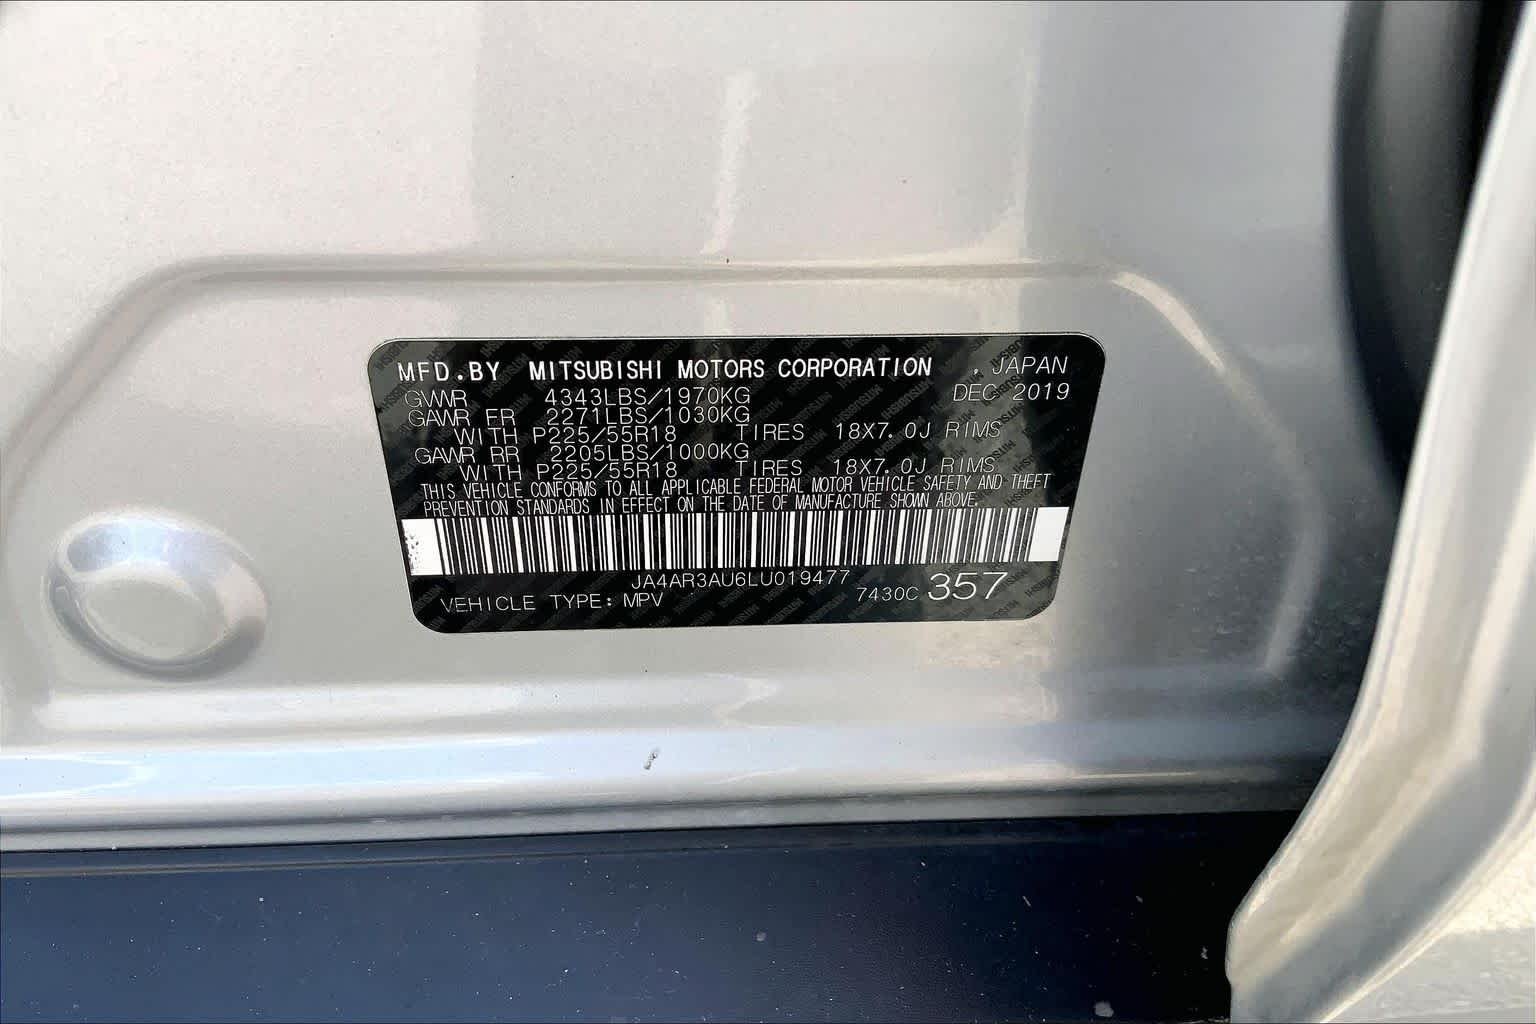 MFD.BY MITSUBISHI MOTORS CORPORATION , JAPAN
GVWR 4343LBS/1970KG DEC 2019
GAWR FR 2271LBS/1030KG
WITH P225/55R18 TIRES 18X7.0J RIMS
GAWR RR 2205LBS/1000KG
WITH P225/55R18 TIRES 18X7.0J RIMS
THIS VEHICLE CONFORMS TO ALL APPLICABLE FEDERAL MOTOR VEHICLE SAFETY AND THEFT
PREVENTION STANDARDS IN EFFECT ON THE DATE OF MANUFACTURE SHOWN ABOVE.
JA4AR3AU6LU019477
VEHICLE TYPE: MPV 7430C 357